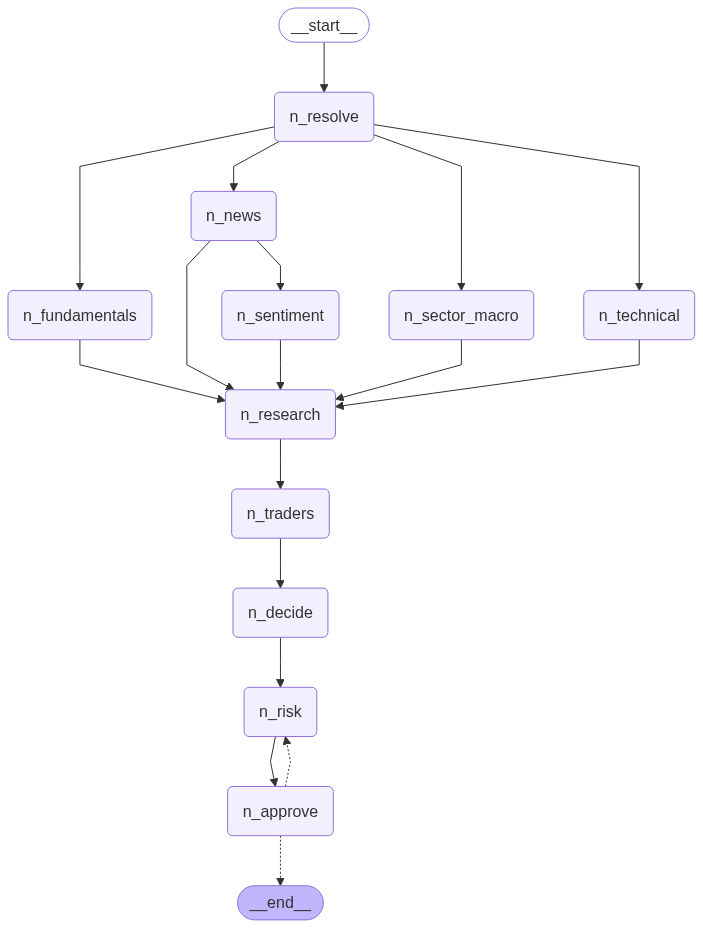 __start__
n_resolve
n_news
n_fundamentals
n_sentiment
n_sector_macro
n_technical
n_research
n_traders
n_decide
n_risk
n_approve
__end__